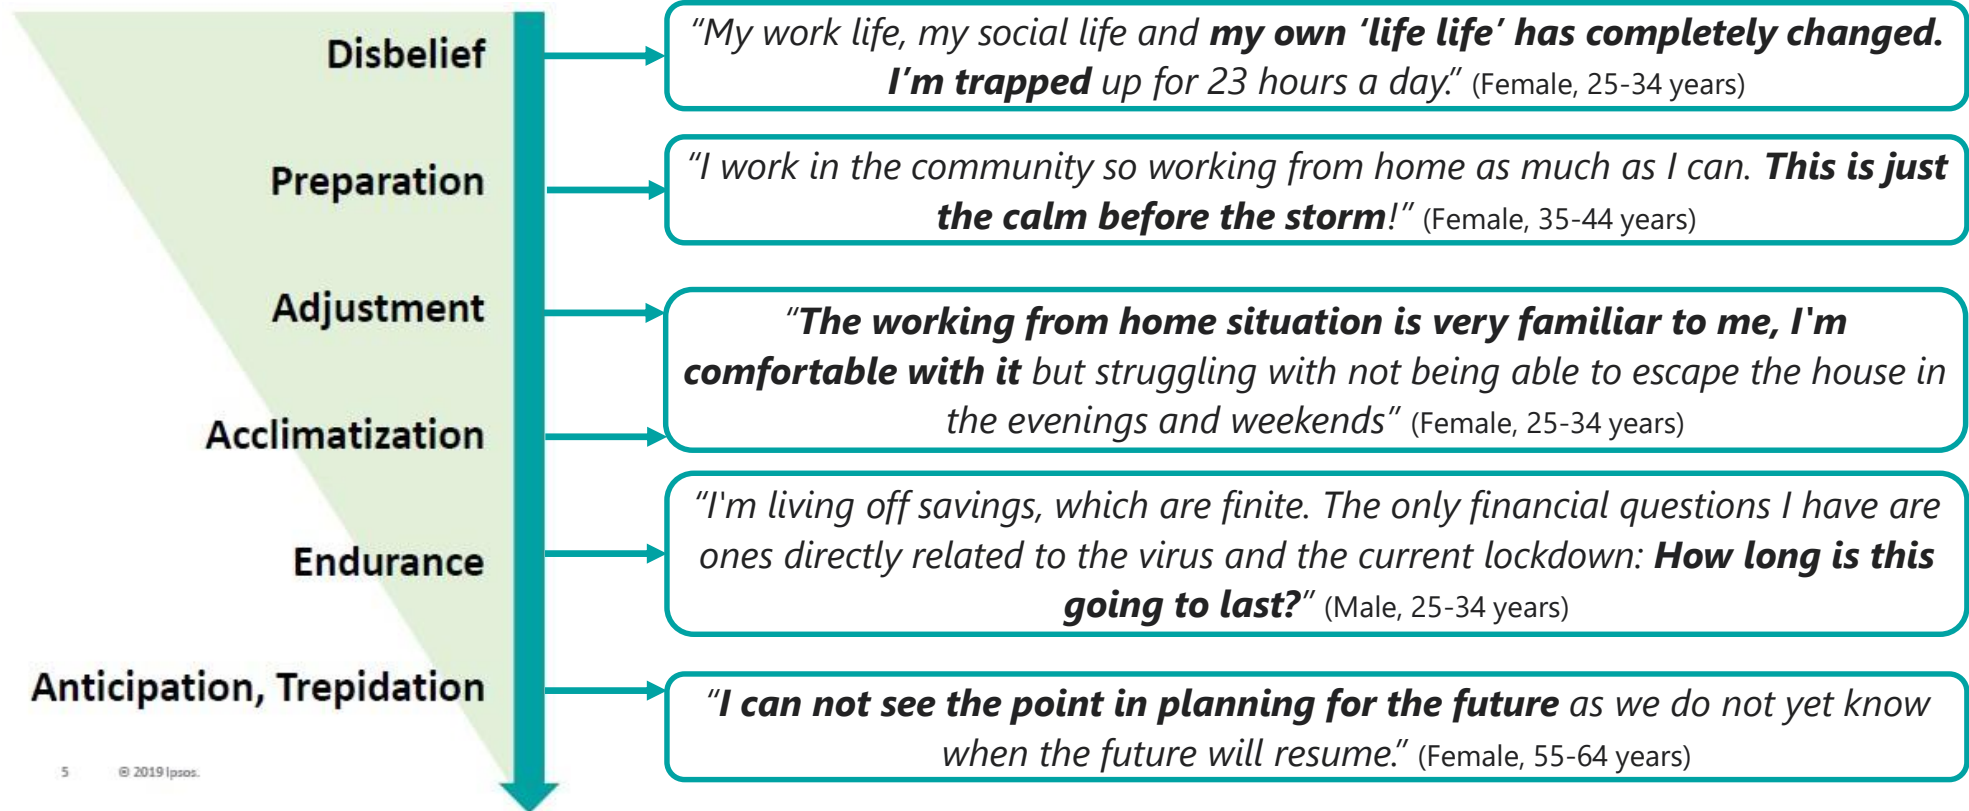 Disbelief
“My work life, my social life and my own ‘life life’ has completely changed.
I’m trapped up for 23 hours a day.” (Female, 25-34 years)
Preparation
“I work in the community so working from home as much as I can. This is just
the calm before the storm!” (Female, 35-44 years)
Adjustment
“The working from home situation is very familiar to me, I'm
comfortable with it but struggling with not being able to escape the house in
the evenings and weekends” (Female, 25-34 years)
Acclimatization
“I'm living off savings, which are finite. The only financial questions I have are
ones directly related to the virus and the current lockdown: How long is this
going to last?” (Male, 25-34 years)
Endurance
Anticipation, Trepidation
“I can not see the point in planning for the future as we do not yet know
when the future will resume.” (Female, 55-64 years)
5 © 2019 Ipsos.